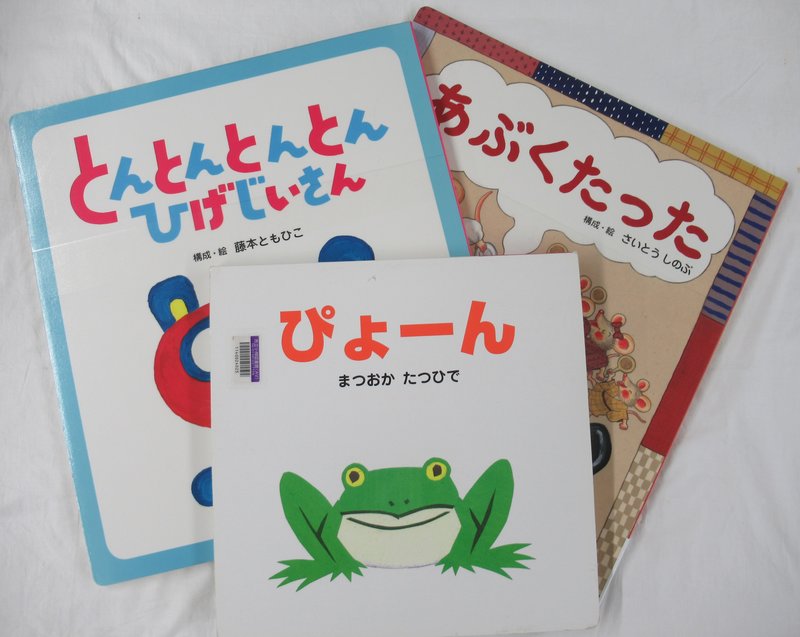 とんとんとんとん
ひげじいさん
構成・絵 藤本ともひこ
あぶくたった
構成・絵 さいとう しのぶ
ぴょーん
まつおか たつひで